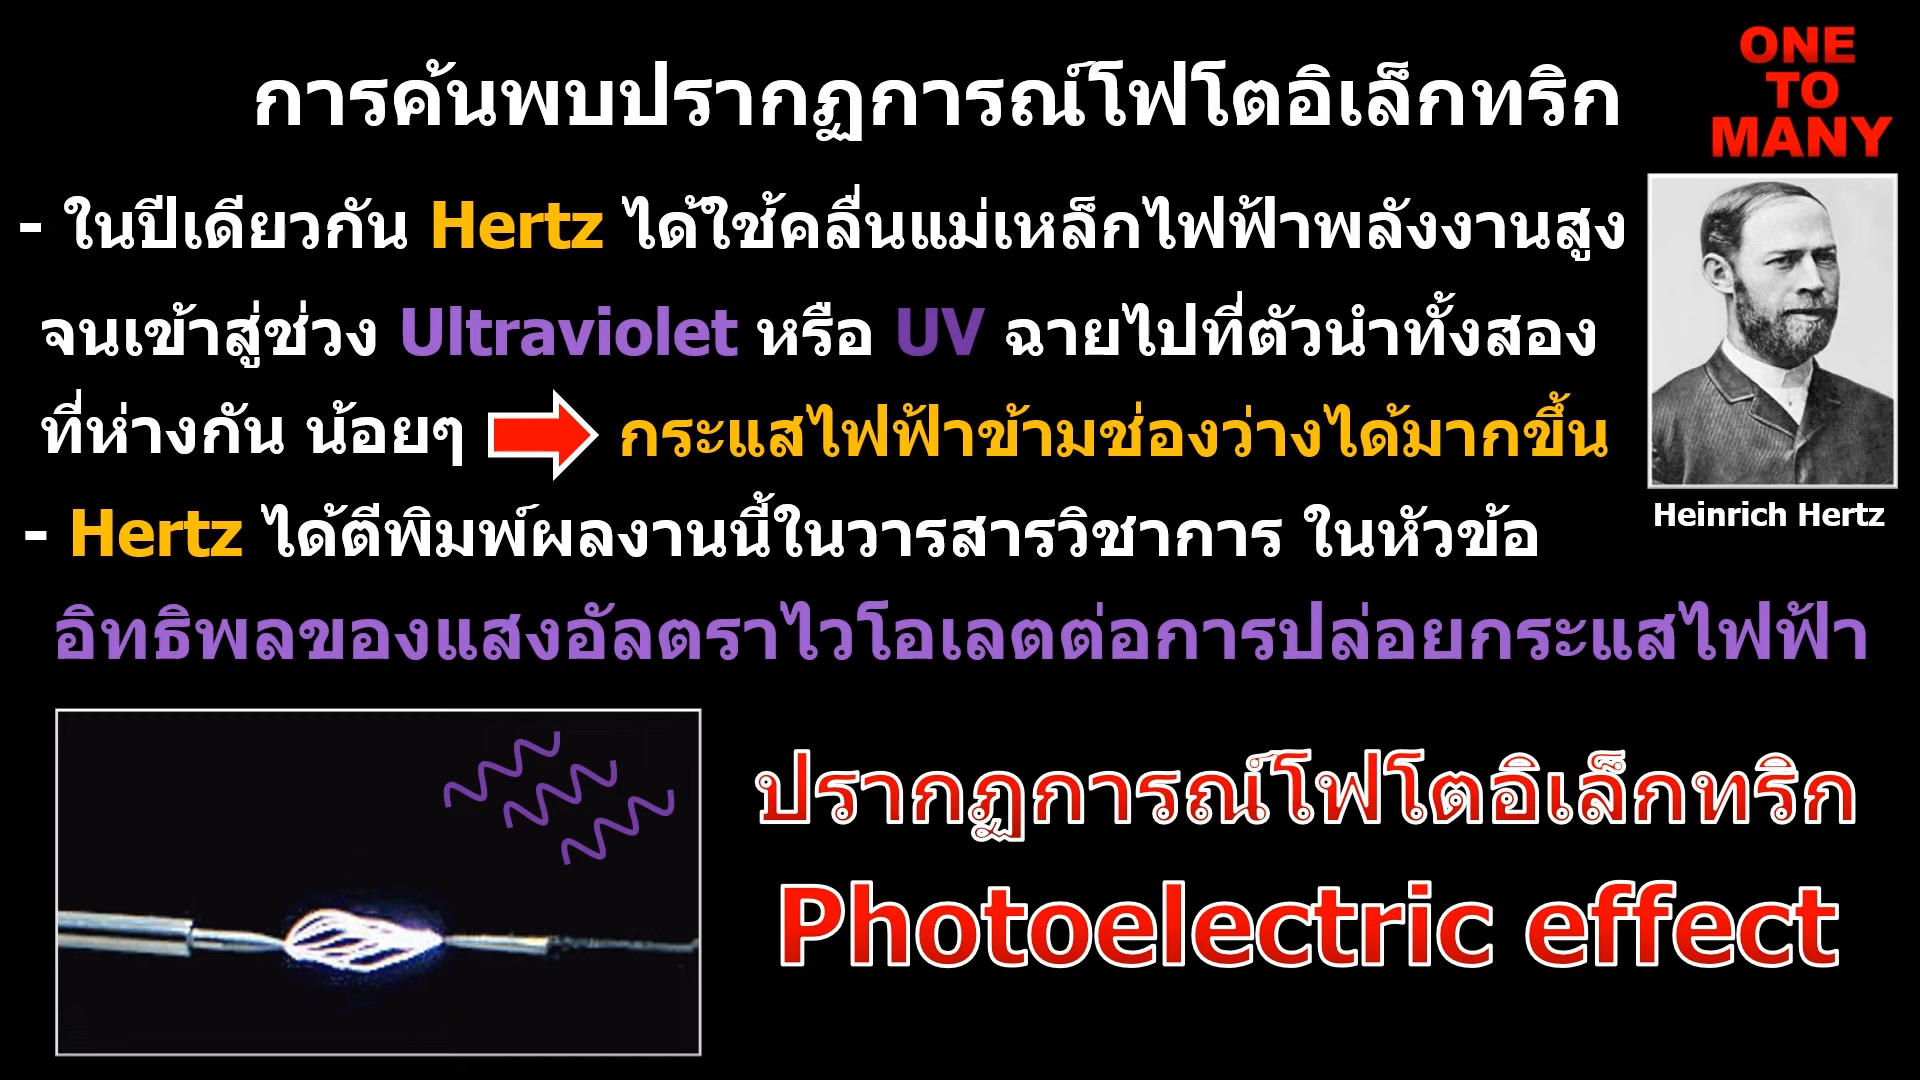 การค้นพบปรากฏการณ์โฟโตอิเล็กทริก
ONE
TO
MANY
- ในปีเดียวกัน Hertz ได้ใช้คลื่นแม่เหล็กไฟฟ้าพลังงานสูง
จนเข้าสู่ช่วง Ultraviolet หรือ UV ฉายไปที่ตัวนำทั้งสอง
ที่ห่างกัน น้อยๆ กระแสไฟฟ้าข้ามช่องว่างได้มากขึ้น
Heinrich Hertz
- Hertz ได้ตีพิมพ์ผลงานนี้ในวารสารวิชาการ ในหัวข้อ
อิทธิพลของแสงอัลตราไวโอเลตต่อการปล่อยกระแสไฟฟ้า
ปรากฏการณ์โฟโตอิเล็กทริก
Photoelectric effect